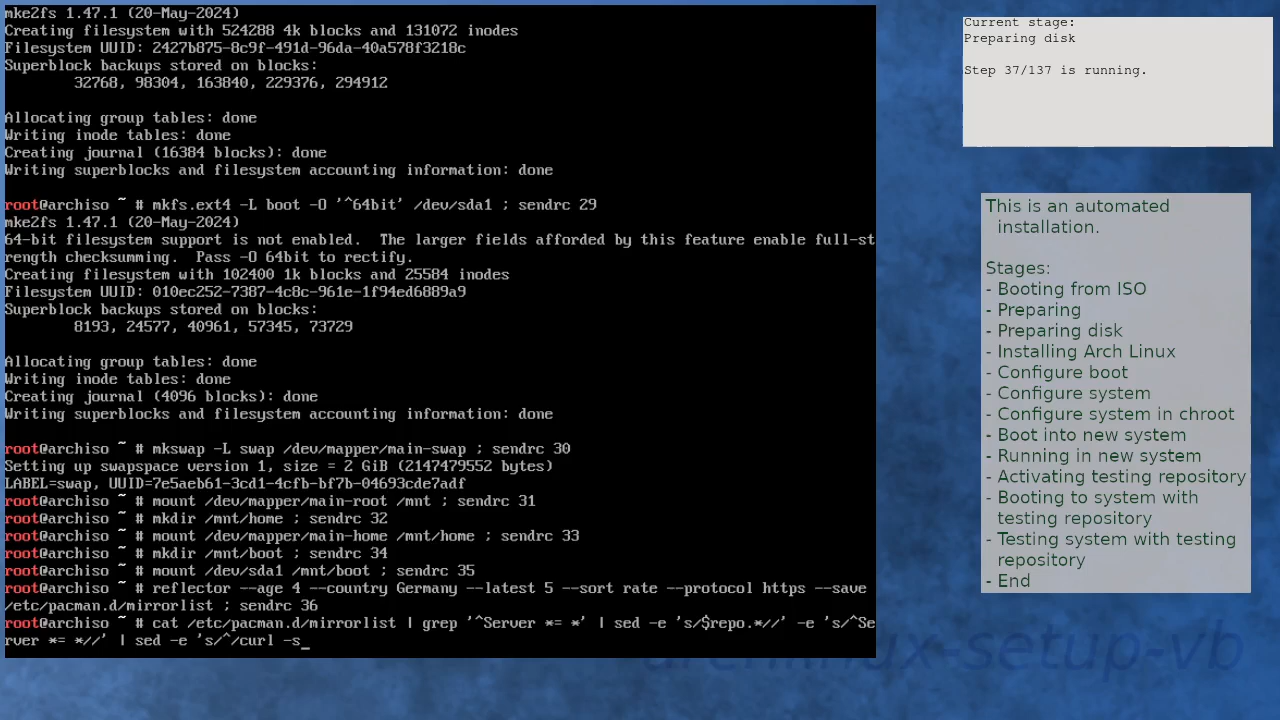 mke2fs 1.47.1 (20-May-2024)
Creating filesystem with 524288 4k blocks and 131072 inodes
Filesystem UUID: 2427b875-8c9f-491d-96da-40a578f3218c
Superblock backups stored on blocks:
        32768, 98304, 163840, 229376, 294912

Allocating group tables: done
Writing inode tables: done
Creating journal (16384 blocks): done
Writing superblocks and filesystem accounting information: done

root@archiso ~ # mkfs.ext4 -L boot -O '^64bit' /dev/sda1 ; sendrc 29
mke2fs 1.47.1 (20-May-2024)
64-bit filesystem support is not enabled.  The larger fields afforded by this feature enable full-st
rength checksumming.  Pass -O 64bit to rectify.
Creating filesystem with 102400 1k blocks and 25584 inodes
Filesystem UUID: 010ec252-7387-4c8c-961e-1f94ed6889a9
Superblock backups stored on blocks:
        8193, 24577, 40961, 57345, 73729

Allocating group tables: done
Writing inode tables: done
Creating journal (4096 blocks): done
Writing superblocks and filesystem accounting information: done

root@archiso ~ # mkswap -L swap /dev/mapper/main-swap ; sendrc 30
Setting up swapspace version 1, size = 2 GiB (2147479552 bytes)
LABEL=swap, UUID=7e5aeb61-3cd1-4cfb-bf7b-04693cde7adf
root@archiso ~ # mount /dev/mapper/main-root /mnt ; sendrc 31
root@archiso ~ # mkdir /mnt/home ; sendrc 32
root@archiso ~ # mount /dev/mapper/main-home /mnt/home ; sendrc 33
root@archiso ~ # mkdir /mnt/boot ; sendrc 34
root@archiso ~ # mount /dev/sda1 /mnt/boot ; sendrc 35
root@archiso ~ # reflector --age 4 --country Germany --latest 5 --sort rate --protocol https --save
/etc/pacman.d/mirrorlist ; sendrc 36
root@archiso ~ # cat /etc/pacman.d/mirrorlist | grep '^Server *= *' | sed -e 's/$repo.*//' -e 's/^Se
rver *= *//' | sed -e 's/^/curl -s_
Current stage:
Preparing disk

Step 37/137 is running.
This is an automated
installation.

Stages:
- Booting from ISO
- Preparing
- Preparing disk
- Installing Arch Linux
- Configure boot
- Configure system
- Configure system in chroot
- Boot into new system
- Running in new system
- Activating testing repository
- Booting to system with
testing repository
- Testing system with testing
repository
- End
archlinux-setup-vb